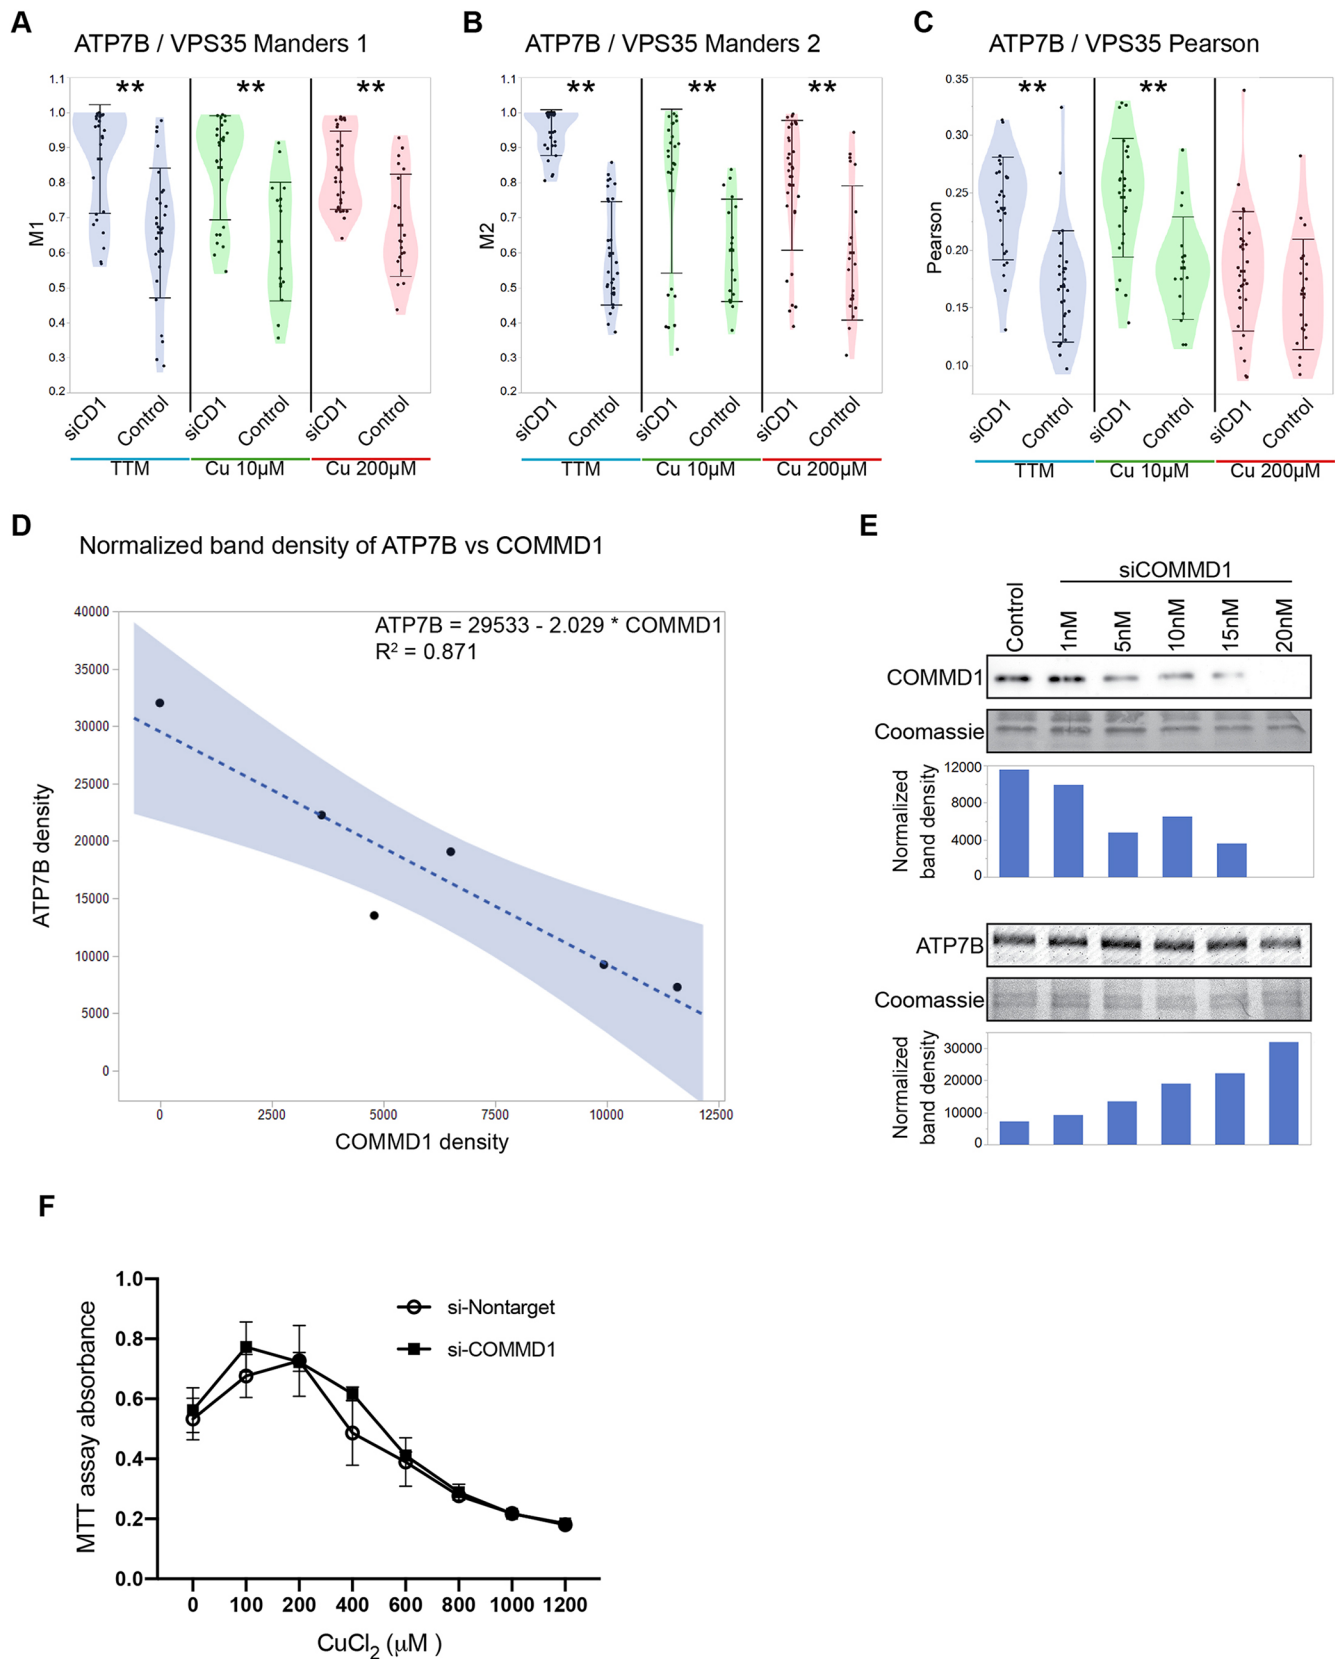 A
ATP7B / VPS35 Manders 1
M1
1.1
1.0
0.9
0.8
0.7
0.6
0.5
0.4
0.3
0.2
** ** **
siCD1 Control siCD1 Control siCD1 Control
TTM Cu 10µM Cu 200µM
B
ATP7B / VPS35 Manders 2
M2
1.1
1.0
0.9
0.8
0.7
0.6
0.5
0.4
0.3
0.2
** ** **
siCD1 Control siCD1 Control siCD1 Control
TTM Cu 10µM Cu 200µM
C
ATP7B / VPS35 Pearson
Pearson
0.35
0.30
0.25
0.20
0.15
0.10
** **
siCD1 Control siCD1 Control siCD1 Control
TTM Cu 10µM Cu 200µM
D
Normalized band density of ATP7B vs COMMD1
ATP7B = 29533 - 2.029 * COMMD1
R² = 0.871
ATP7B density
40000
35000
30000
25000
20000
15000
10000
5000
0
0 2500 5000 7500 10000 12500
COMMD1 density
E
siCOMMD1
Control 1nM 5nM 10nM 15nM 20nM
COMMD1
Coomassie
Normalized
band density
12000
8000
4000
0
ATP7B
Coomassie
Normalized
band density
30000
20000
10000
0
F
MTT assay absorbance
1.0
0.8
0.6
0.4
0.2
0.0
si-Nontarget
si-COMMD1
0 100 200 400 600 800 1000 1200
CuCl₂ (µM )